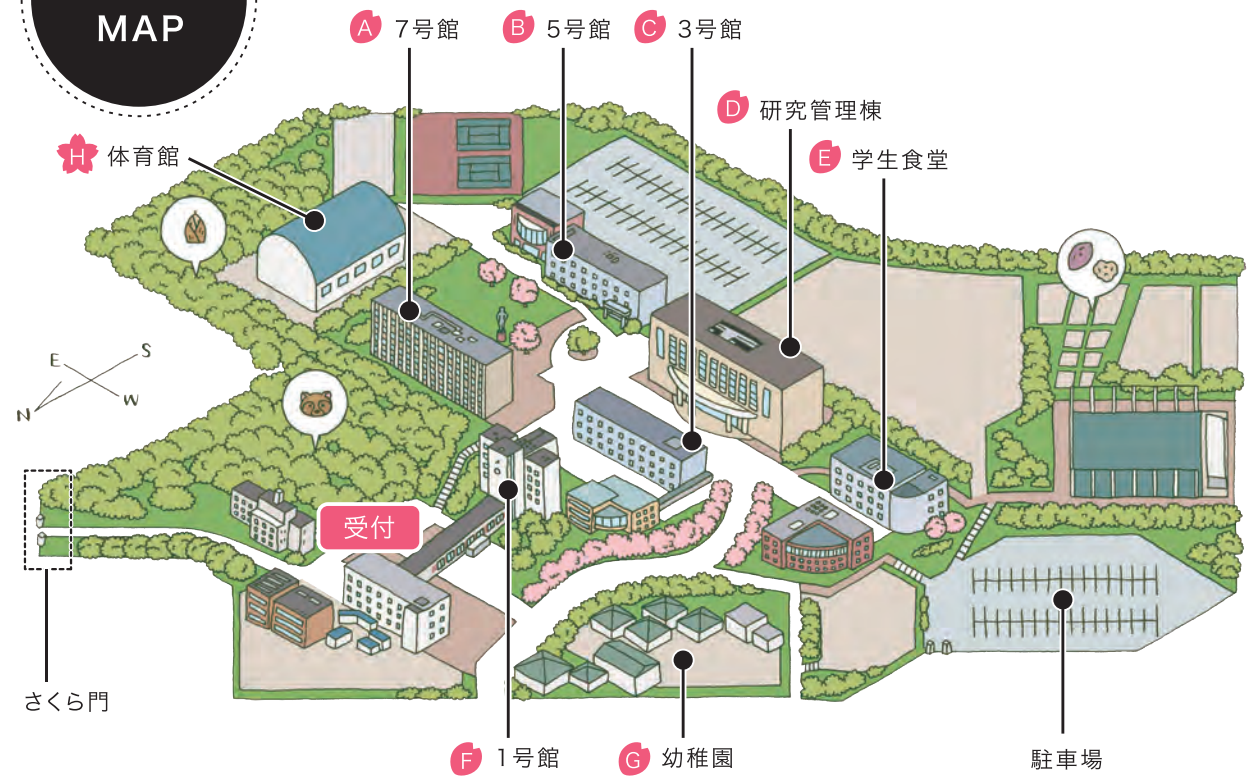 MAP
A 7号館
B 5号館
C 3号館
D 研究管理棟
E 学生食堂
H 体育館
E
S
N
W
受付
さくら門
F 1号館
G 幼稚園
駐車場